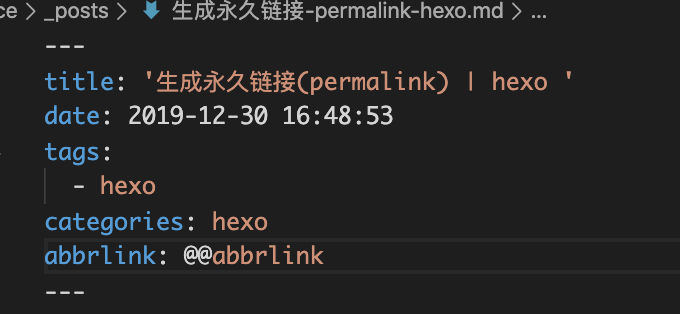 ce > _posts > 生成永久链接-permalink-hexo.md > ...
---
title: '生成永久链接(permalink) | hexo '
date: 2019-12-30 16:48:53
tags:
- hexo
categories: hexo
abbrlink: @@abbrlink
---